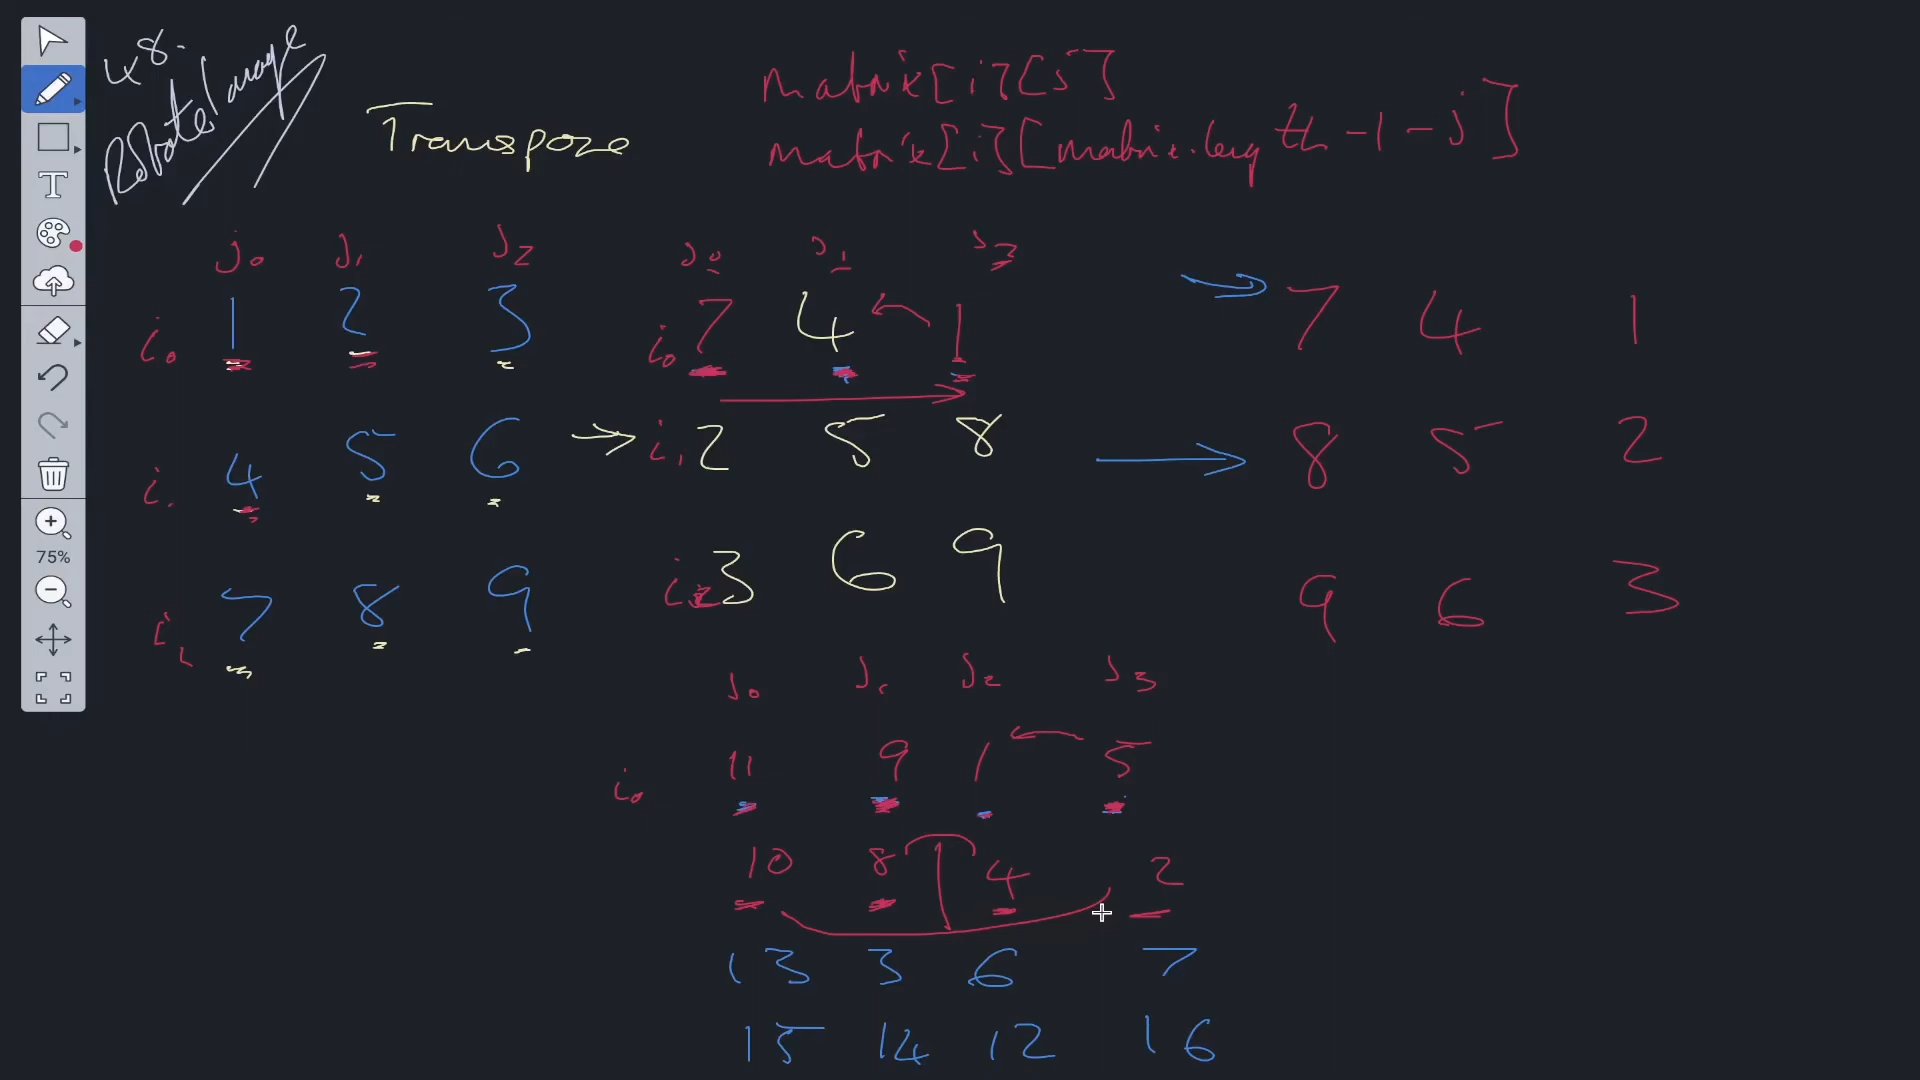 48.
Rotate Image
Transpoze
matrix[i][j]
matrix[i][matrix.length -1 - j]
j0 j1 j2
j0 j1 j2
i0 1 2 3
i0 7 4 1
7 4 1
i1 4 5 6
i1 2 5 8
8 5 2
i2 7 8 9
i2 3 6 9
9 6 3
j0 j1 j2 j3
i0 11 9 1 5
10 8 4 2
13 3 6 7
15 14 12 16
75%